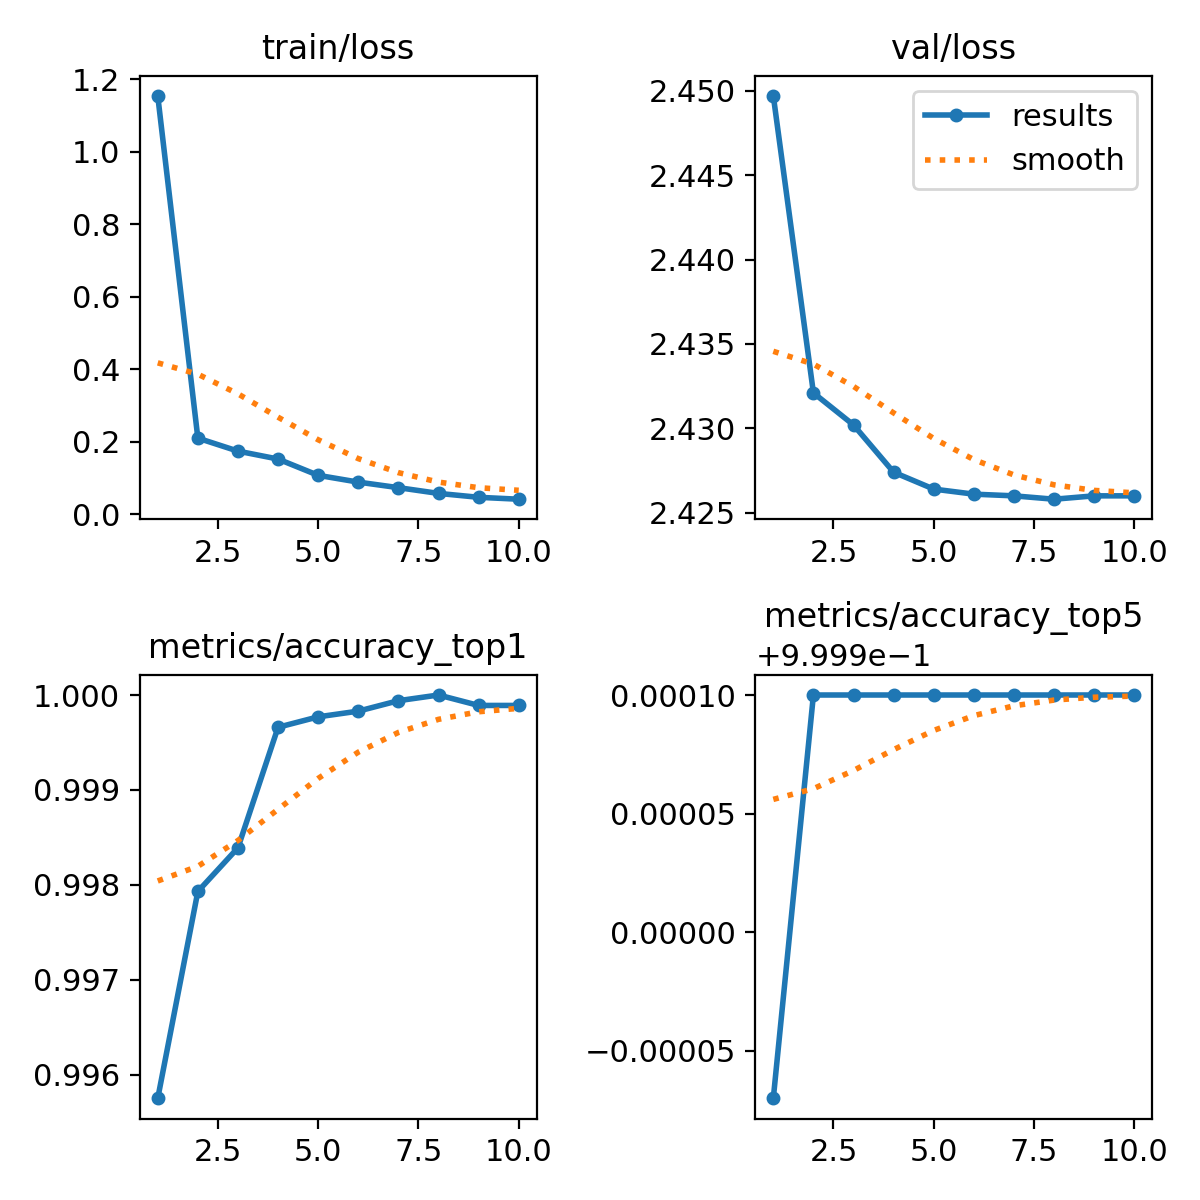 train/loss
1.2
1.0
0.8
0.6
0.4
0.2
0.0
2.5 5.0 7.5 10.0
val/loss
2.450
2.445
2.440
2.435
2.430
2.425
results
smooth
2.5 5.0 7.5 10.0
metrics/accuracy_top1
1.000
0.999
0.998
0.997
0.996
2.5 5.0 7.5 10.0
metrics/accuracy_top5
+9.999e−1
0.00010
0.00005
0.00000
−0.00005
2.5 5.0 7.5 10.0